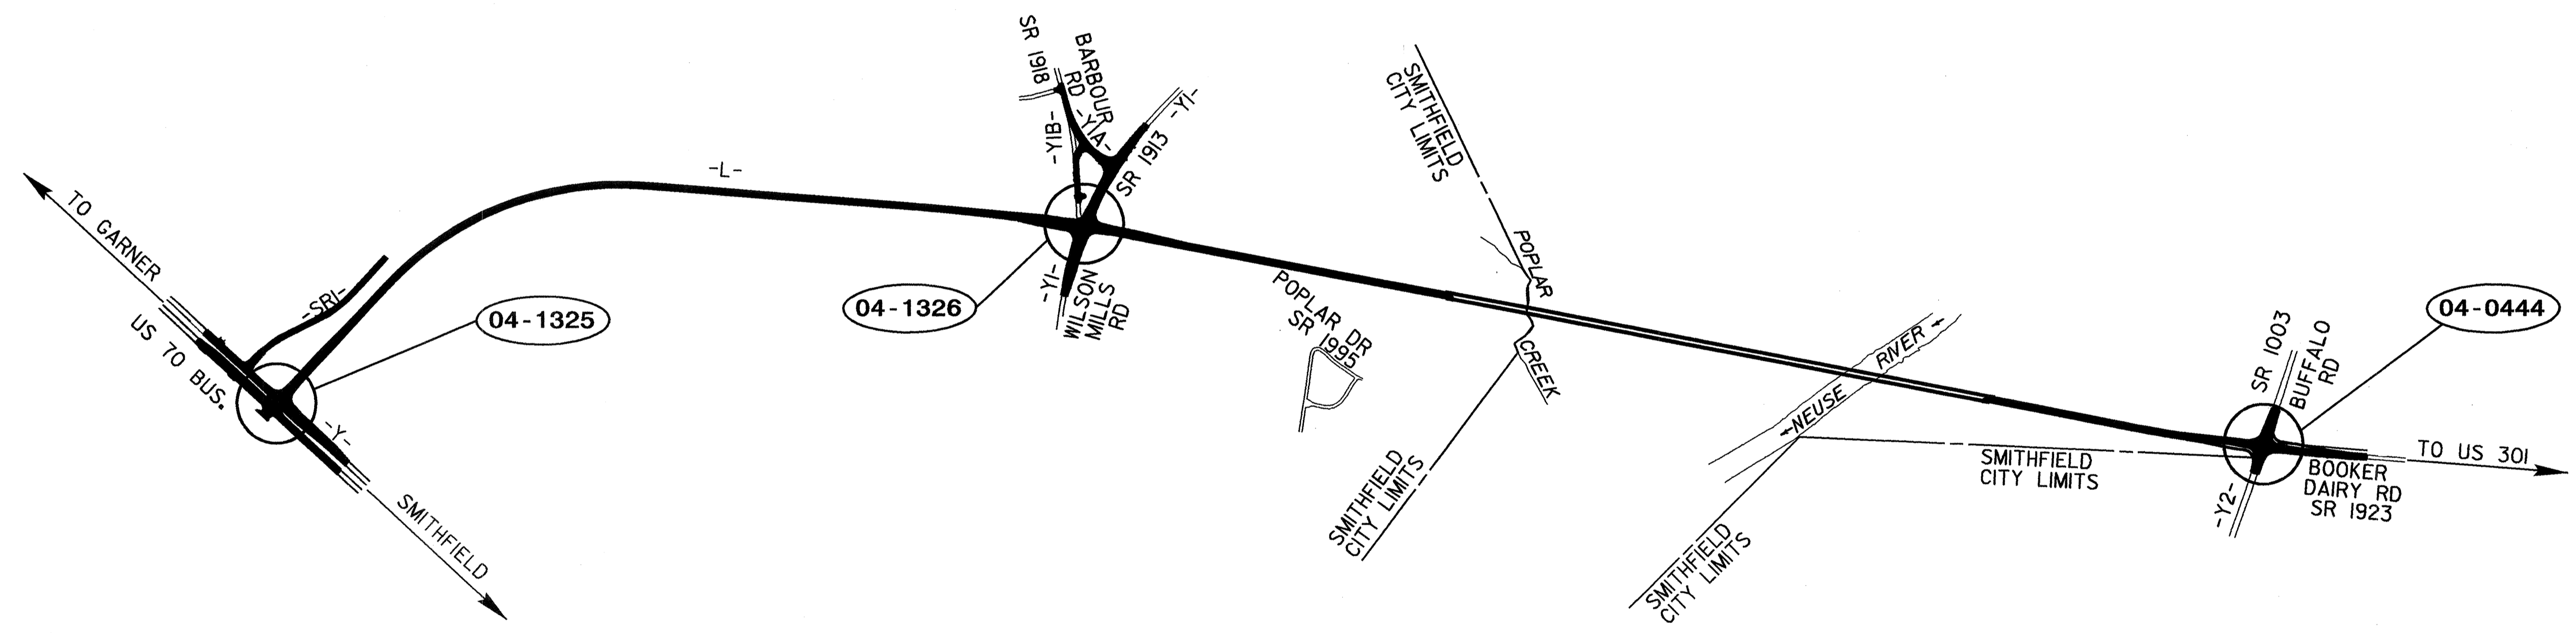 TO GARNER
US 70 BUS.
-SR1-
-Y-
SMITHFIELD
04-1325
-L-
04-1326
SR 1918
BARBOUR
RD
-Y1B-
-Y1A-
-Y1-
SR 1913
-Y1-
WILSON
MILLS
RD
POPLAR DR
SR
1995
SMITHFIELD
CITY LIMITS
POPLAR
CREEK
SMITHFIELD
CITY LIMITS
NEUSE RIVER
SMITHFIELD
CITY LIMITS
SMITHFIELD
CITY LIMITS
SR 1003
BUFFALO
RD
04-0444
-Y2-
BOOKER
DAIRY RD
SR 1923
TO US 301